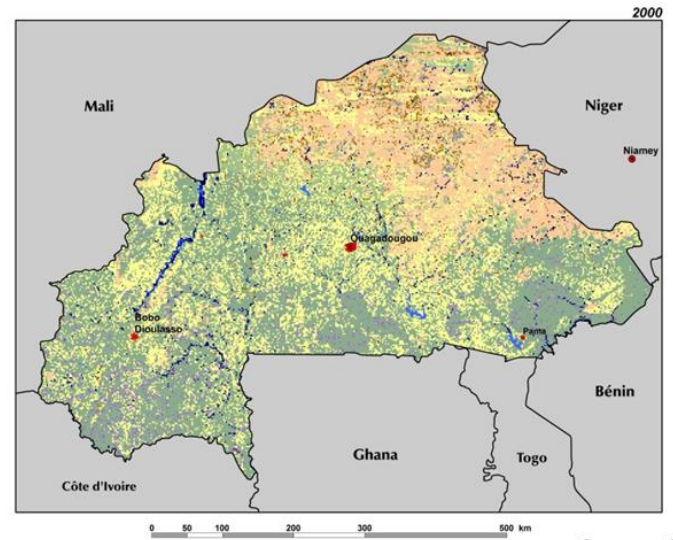 2000
Mali
Niger
Niamey
Ouagadougou
Bobo
Dioulasso
Pama
Bénin
Ghana
Togo
Côte d'Ivoire
0 50 100 200 300 500 km